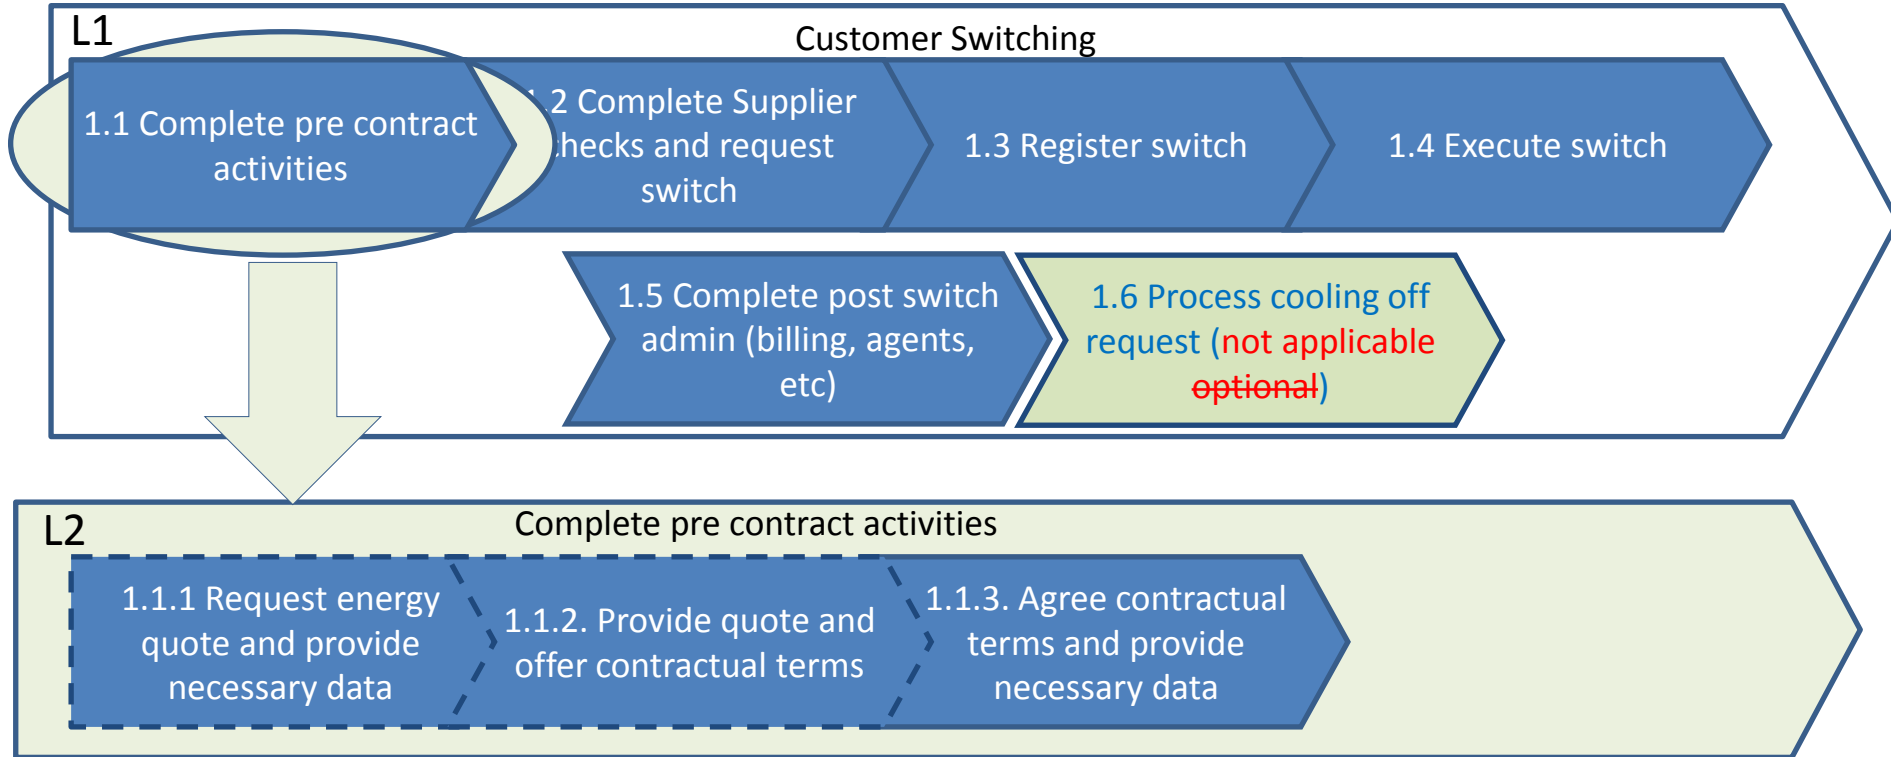 L1
Customer Switching
1.1 Complete pre contract
activities
.2 Complete Supplier
checks and request
switch
1.3 Register switch
1.4 Execute switch
1.5 Complete post switch
admin (billing, agents,
etc)
1.6 Process cooling off
request (not applicable
optional)
L2
Complete pre contract activities
1.1.1 Request energy
quote and provide
necessary data
1.1.2. Provide quote and
offer contractual terms
1.1.3. Agree contractual
terms and provide
necessary data